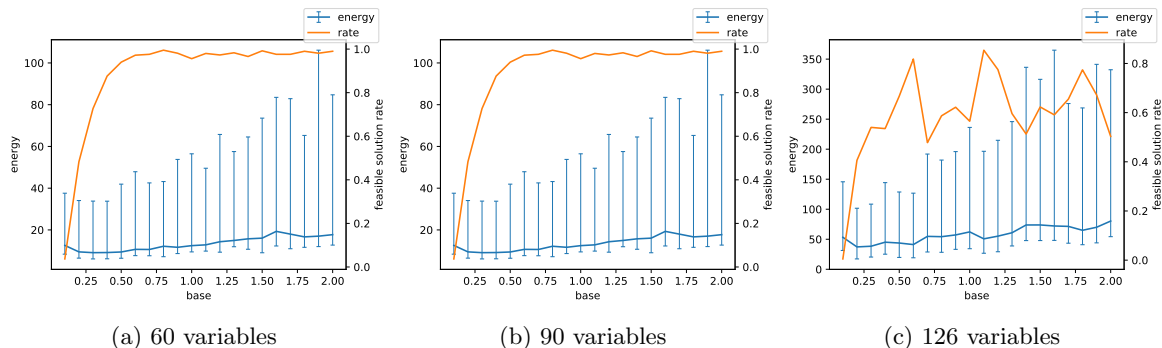 energy
rate
100
80
60
40
20
energy
1.0
0.8
0.6
0.4
0.2
0.0
feasible solution rate
0.25 0.50 0.75 1.00 1.25 1.50 1.75 2.00
base
(a) 60 variables
energy
rate
100
80
60
40
20
energy
1.0
0.8
0.6
0.4
0.2
0.0
feasible solution rate
0.25 0.50 0.75 1.00 1.25 1.50 1.75 2.00
base
(b) 90 variables
energy
rate
350
300
250
200
150
100
50
0
energy
0.8
0.6
0.4
0.2
0.0
feasible solution rate
0.25 0.50 0.75 1.00 1.25 1.50 1.75 2.00
base
(c) 126 variables